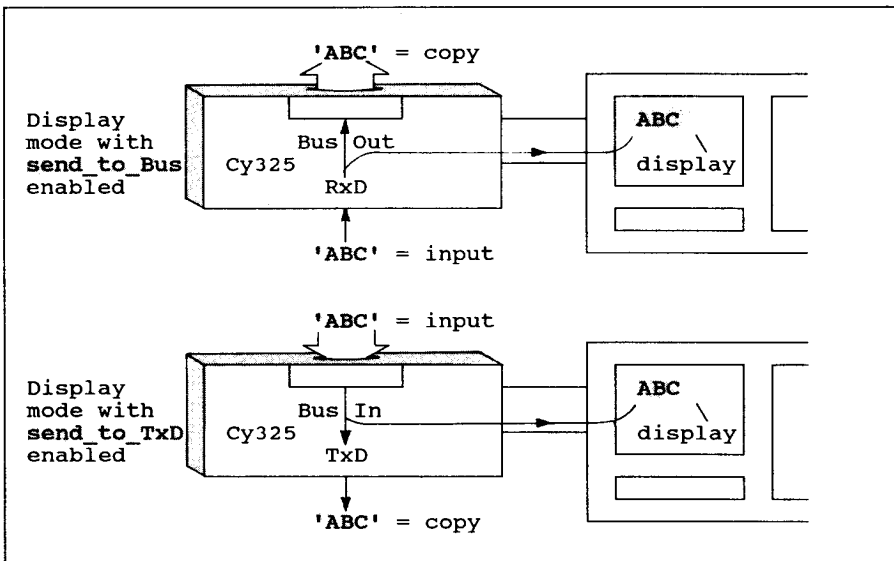 'ABC' = copy
Display
mode with
send_to_Bus
enabled
Cy325
Bus Out
RxD
ABC
display
'ABC' = input
'ABC' = input
Display
mode with
send_to_TxD
enabled
Cy325
Bus In
TxD
ABC
display
'ABC' = copy